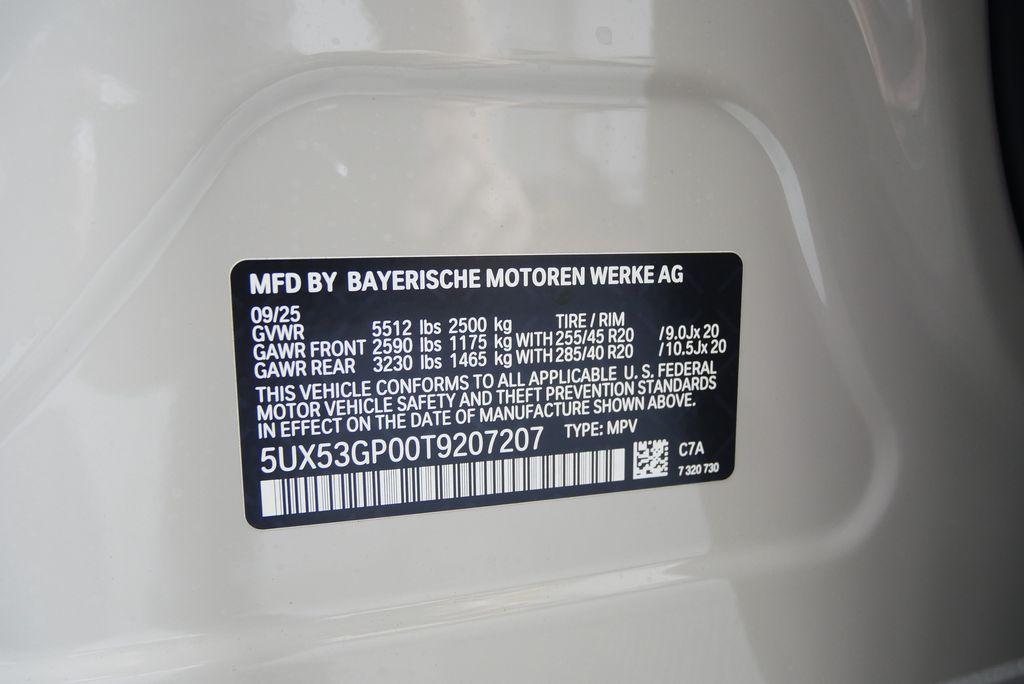 MFD BY BAYERISCHE MOTOREN WERKE AG
09/25
GVWR 5512 lbs 2500 kg TIRE / RIM
GAWR FRONT 2590 lbs 1175 kg WITH 255/45 R20 /9.0Jx 20
GAWR REAR 3230 lbs 1465 kg WITH 285/40 R20 /10.5Jx 20
THIS VEHICLE CONFORMS TO ALL APPLICABLE U. S. FEDERAL
MOTOR VEHICLE SAFETY AND THEFT PREVENTION STANDARDS
IN EFFECT ON THE DATE OF MANUFACTURE SHOWN ABOVE.
5UX53GP00T9207207 TYPE: MPV
C7A
7 320 730